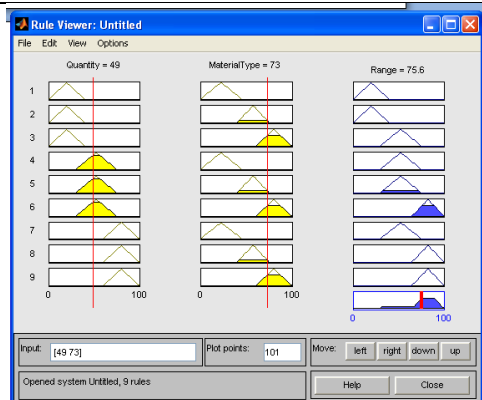 Rule Viewer: Untitled
File Edit View Options
Quantity = 49
MaterialType = 73
Range = 75.6
1
2
3
4
5
6
7
8
9
0 100
0 100
0 100
Input: [49 73]
Plot points: 101
Move: left right down up
Opened system Untitled, 9 rules
Help Close